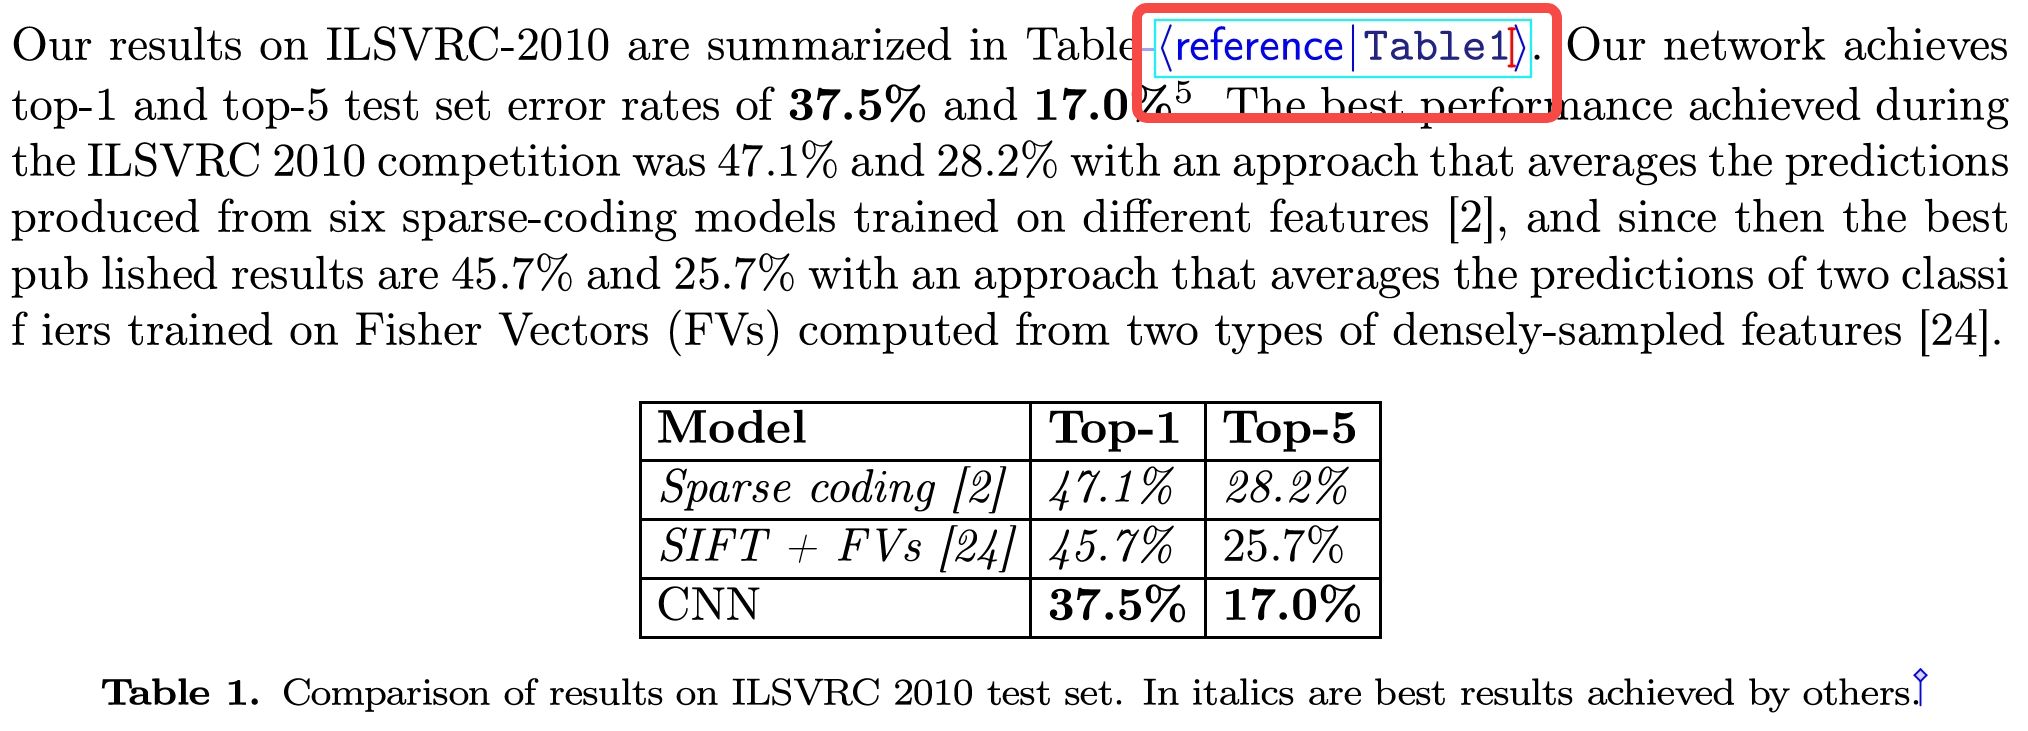 Our results on ILSVRC-2010 are summarized in Table ⟨reference|Table1⟩. Our network achieves
top-1 and top-5 test set error rates of 37.5% and 17.0%⁵. The best performance achieved during
the ILSVRC 2010 competition was 47.1% and 28.2% with an approach that averages the predictions
produced from six sparse-coding models trained on different features [2], and since then the best
pub lished results are 45.7% and 25.7% with an approach that averages the predictions of two classi
f iers trained on Fisher Vectors (FVs) computed from two types of densely-sampled features [24].
Model Top-1 Top-5
Sparse coding [2] 47.1% 28.2%
SIFT + FVs [24] 45.7% 25.7%
CNN 37.5% 17.0%
Table 1. Comparison of results on ILSVRC 2010 test set. In italics are best results achieved by others.